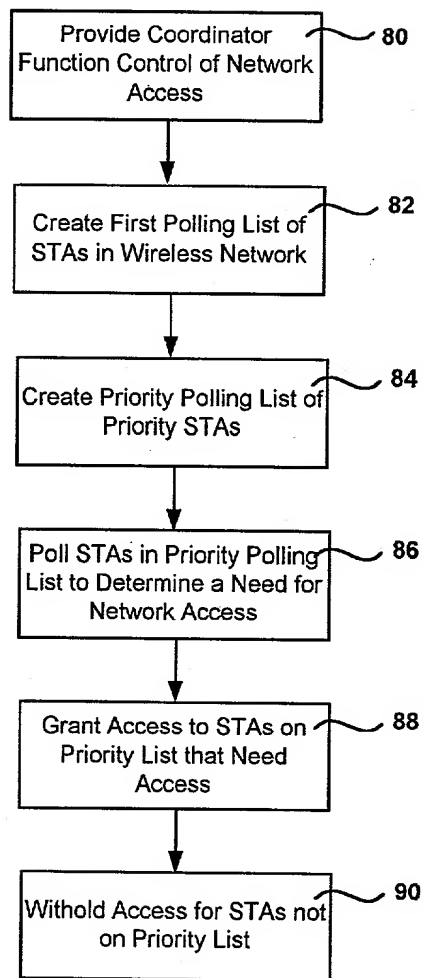 Provide Coordinator
Function Control of Network
Access
80
Create First Polling List of
STAs in Wireless Network
82
Create Priority Polling List of
Priority STAs
84
Poll STAs in Priority Polling
List to Determine a Need for
Network Access
86
Grant Access to STAs on
Priority List that Need
Access
88
Withold Access for STAs not
on Priority List
90